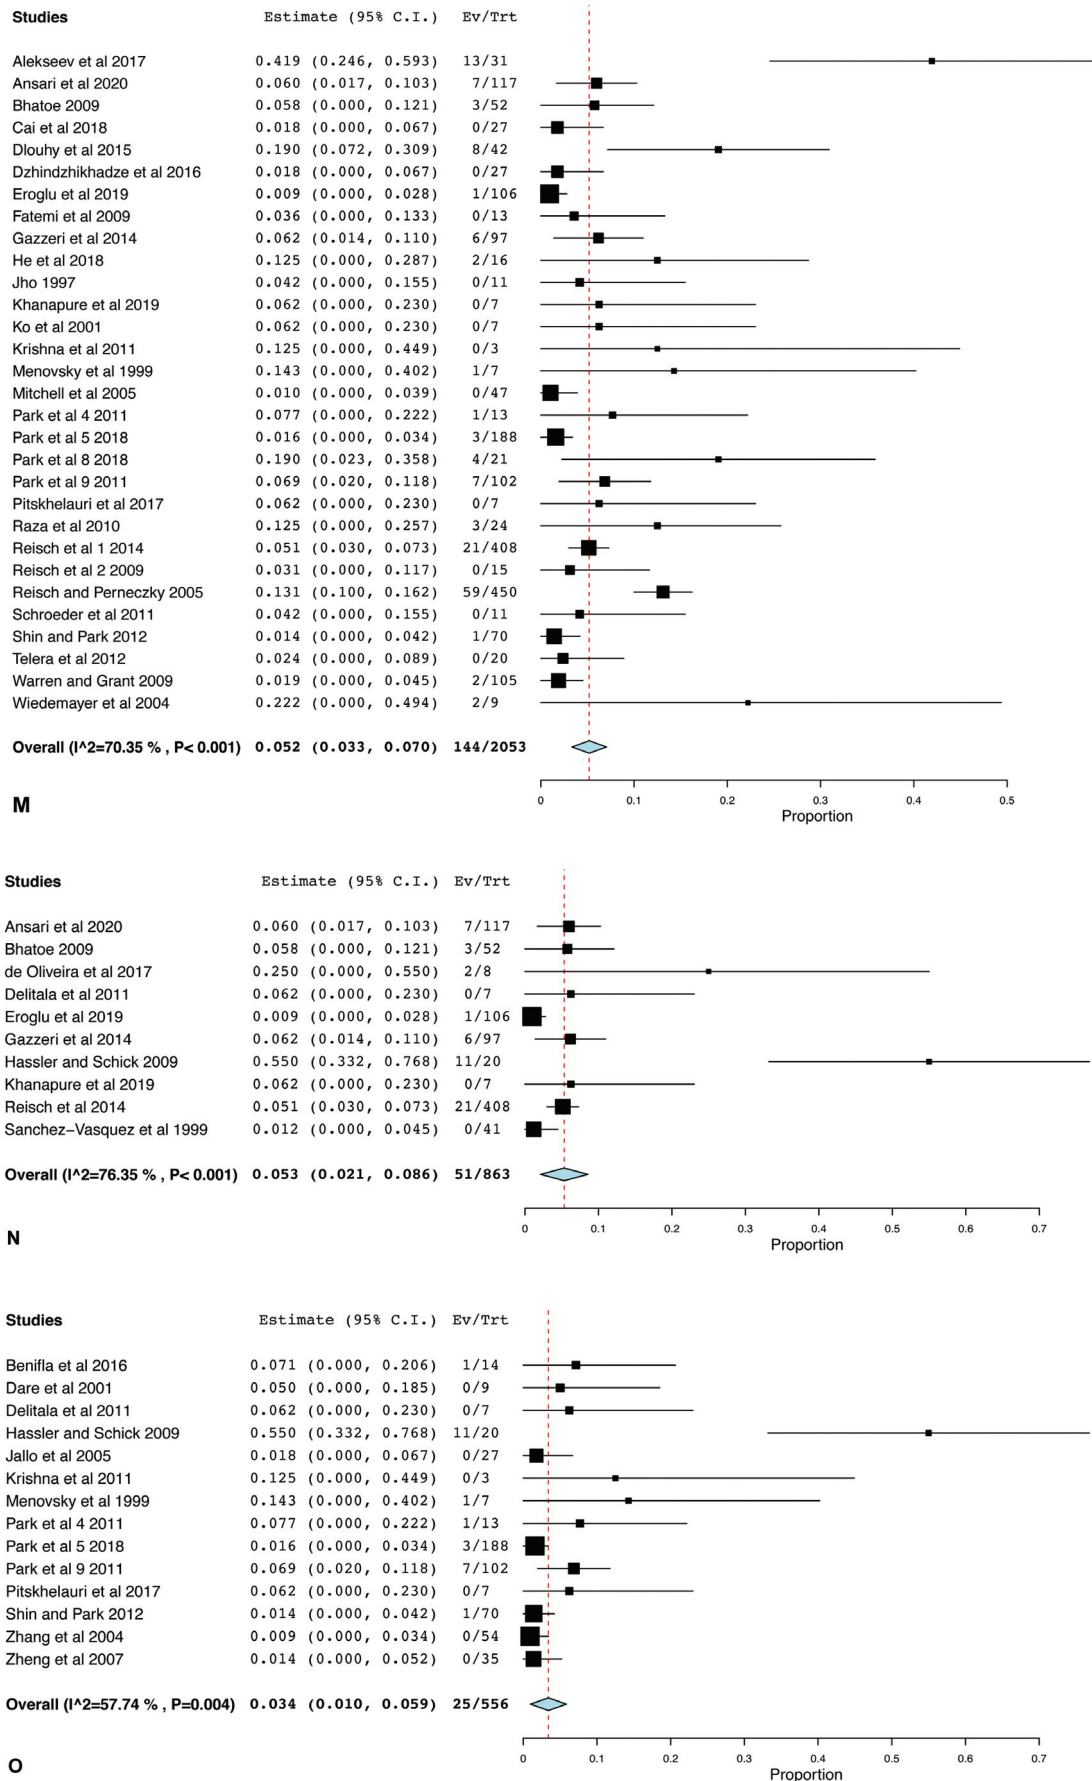 Studies Estimate (95% C.I.) Ev/Trt
Alekseev et al 2017 0.419 (0.246, 0.593) 13/31
Ansari et al 2020 0.060 (0.017, 0.103) 7/117
Bhatoe 2009 0.058 (0.000, 0.121) 3/52
Cai et al 2018 0.018 (0.000, 0.067) 0/27
Dlouhy et al 2015 0.190 (0.072, 0.309) 8/42
Dzhindzhikhadze et al 2016 0.018 (0.000, 0.067) 0/27
Eroglu et al 2019 0.009 (0.000, 0.028) 1/106
Fatemi et al 2009 0.036 (0.000, 0.133) 0/13
Gazzeri et al 2014 0.062 (0.014, 0.110) 6/97
He et al 2018 0.125 (0.000, 0.287) 2/16
Jho 1997 0.042 (0.000, 0.155) 0/11
Khanapure et al 2019 0.062 (0.000, 0.230) 0/7
Ko et al 2001 0.062 (0.000, 0.230) 0/7
Krishna et al 2011 0.125 (0.000, 0.449) 0/3
Menovsky et al 1999 0.143 (0.000, 0.402) 1/7
Mitchell et al 2005 0.010 (0.000, 0.039) 0/47
Park et al 4 2011 0.077 (0.000, 0.222) 1/13
Park et al 5 2018 0.016 (0.000, 0.034) 3/188
Park et al 8 2018 0.190 (0.023, 0.358) 4/21
Park et al 9 2011 0.069 (0.020, 0.118) 7/102
Pitskhelauri et al 2017 0.062 (0.000, 0.230) 0/7
Raza et al 2010 0.125 (0.000, 0.257) 3/24
Reisch et al 1 2014 0.051 (0.030, 0.073) 21/408
Reisch et al 2 2009 0.031 (0.000, 0.117) 0/15
Reisch and Perneczky 2005 0.131 (0.100, 0.162) 59/450
Schroeder et al 2011 0.042 (0.000, 0.155) 0/11
Shin and Park 2012 0.014 (0.000, 0.042) 1/70
Telera et al 2012 0.024 (0.000, 0.089) 0/20
Warren and Grant 2009 0.019 (0.000, 0.045) 2/105
Wiedemayer et al 2004 0.222 (0.000, 0.494) 2/9
Overall (I^2=70.35 % , P< 0.001) 0.052 (0.033, 0.070) 144/2053
0 0.1 0.2 0.3 0.4 0.5
Proportion
M
Studies Estimate (95% C.I.) Ev/Trt
Ansari et al 2020 0.060 (0.017, 0.103) 7/117
Bhatoe 2009 0.058 (0.000, 0.121) 3/52
de Oliveira et al 2017 0.250 (0.000, 0.550) 2/8
Delitala et al 2011 0.062 (0.000, 0.230) 0/7
Eroglu et al 2019 0.009 (0.000, 0.028) 1/106
Gazzeri et al 2014 0.062 (0.014, 0.110) 6/97
Hassler and Schick 2009 0.550 (0.332, 0.768) 11/20
Khanapure et al 2019 0.062 (0.000, 0.230) 0/7
Reisch et al 2014 0.051 (0.030, 0.073) 21/408
Sanchez−Vasquez et al 1999 0.012 (0.000, 0.045) 0/41
Overall (I^2=76.35 % , P< 0.001) 0.053 (0.021, 0.086) 51/863
0 0.1 0.2 0.3 0.4 0.5 0.6 0.7
Proportion
N
Studies Estimate (95% C.I.) Ev/Trt
Benifla et al 2016 0.071 (0.000, 0.206) 1/14
Dare et al 2001 0.050 (0.000, 0.185) 0/9
Delitala et al 2011 0.062 (0.000, 0.230) 0/7
Hassler and Schick 2009 0.550 (0.332, 0.768) 11/20
Jallo et al 2005 0.018 (0.000, 0.067) 0/27
Krishna et al 2011 0.125 (0.000, 0.449) 0/3
Menovsky et al 1999 0.143 (0.000, 0.402) 1/7
Park et al 4 2011 0.077 (0.000, 0.222) 1/13
Park et al 5 2018 0.016 (0.000, 0.034) 3/188
Park et al 9 2011 0.069 (0.020, 0.118) 7/102
Pitskhelauri et al 2017 0.062 (0.000, 0.230) 0/7
Shin and Park 2012 0.014 (0.000, 0.042) 1/70
Zhang et al 2004 0.009 (0.000, 0.034) 0/54
Zheng et al 2007 0.014 (0.000, 0.052) 0/35
Overall (I^2=57.74 % , P=0.004) 0.034 (0.010, 0.059) 25/556
0 0.1 0.2 0.3 0.4 0.5 0.6 0.7
Proportion
O